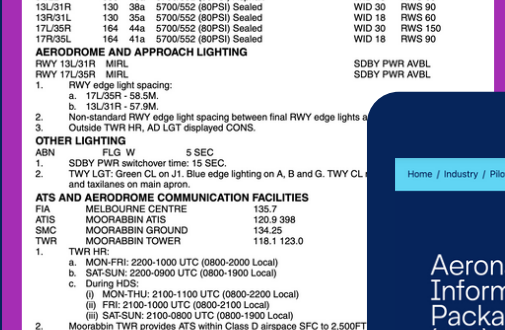 13L/31R 130 38a 5700/552 (80PSI) Sealed WID 30 RWS 90
13R/31L 130 35a 5700/552 (80PSI) Sealed WID 18 RWS 60
17L/35R 164 44a 5700/552 (80PSI) Sealed WID 30 RWS 150
17R/35L 164 41a 5700/552 (80PSI) Sealed WID 18 RWS 90
AERODROME AND APPROACH LIGHTING
RWY 13L/31R MIRL SDBY PWR AVBL
RWY 17L/35R MIRL SDBY PWR AVBL
1. RWY edge light spacing:
a. 17L/35R - 58.5M.
b. 13L/31R - 57.9M.
2. Non-standard RWY edge light spacing between final RWY edge lights a
3. Outside TWR HR, AD LGT displayed CONS.
OTHER LIGHTING
ABN FLG W 5 SEC
1. SDBY PWR switchover time: 15 SEC.
2. TWY LGT: Green CL on J1. Blue edge lighting on A, B and G. TWY CL
and taxilanes on main apron.
ATS AND AERODROME COMMUNICATION FACILITIES
FIA MELBOURNE CENTRE 135.7
ATIS MOORABBIN ATIS 120.9 398
SMC MOORABBIN GROUND 134.25
TWR MOORABBIN TOWER 118.1 123.0
1. TWR HR:
a. MON-FRI: 2200-1000 UTC (0800-2000 Local)
b. SAT-SUN: 2200-0900 UTC (0800-1900 Local)
c. During HDS:
(i) MON-THU: 2100-1100 UTC (0800-2200 Local)
(ii) FRI: 2100-1000 UTC (0800-2100 Local)
(iii) SAT-SUN: 2100-0800 UTC (0800-1900 Local)
2. Moorabbin TWR provides ATS within Class D airspace SFC to 2,500FT
Home / Industry / Pilo
Aeron
Inform
Packa